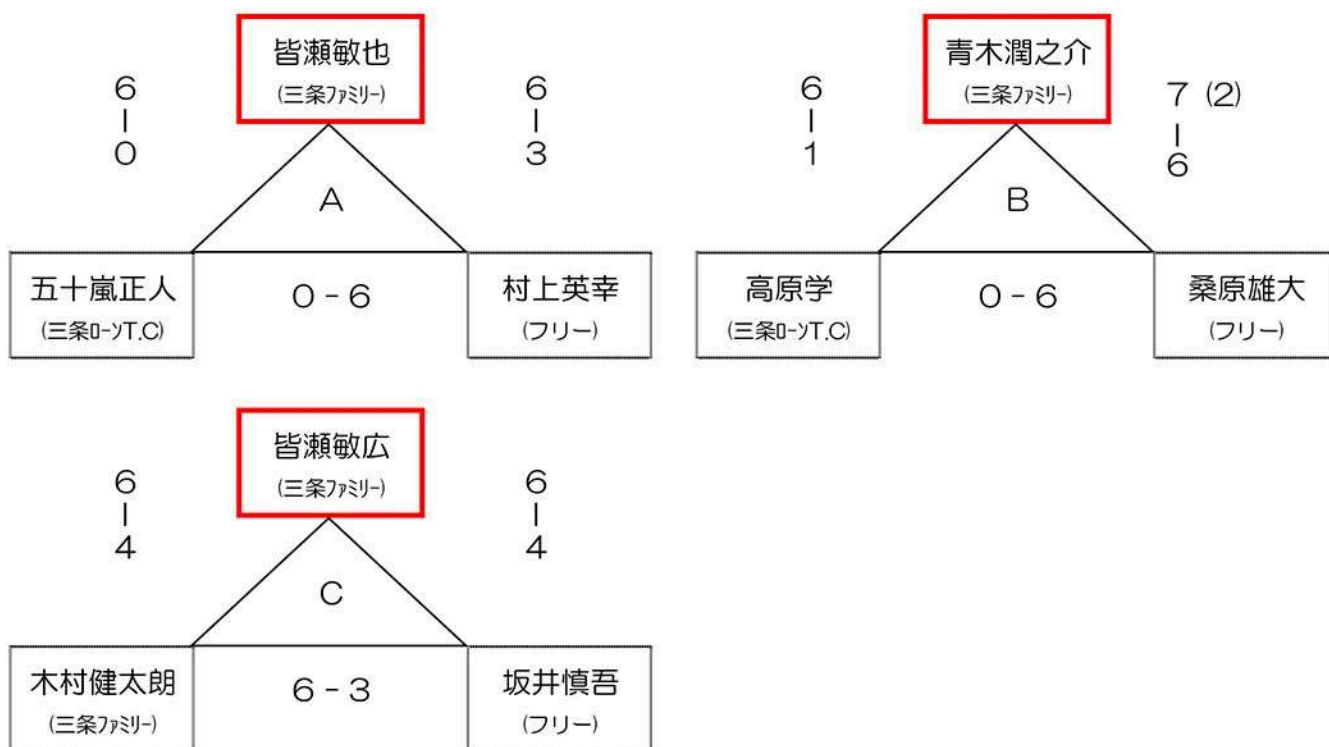 皆瀬敏也
(三条ﾌｧﾐﾘｰ)
6
|
0
6
|
3
A
五十嵐正人
(三条ﾛｰﾝT.C)
0 - 6
村上英幸
(フリー)
青木潤之介
(三条ﾌｧﾐﾘｰ)
6
|
1
7 (2)
|
6
B
高原学
(三条ﾛｰﾝT.C)
0 - 6
桑原雄大
(フリー)
皆瀬敏広
(三条ﾌｧﾐﾘｰ)
6
|
4
6
|
4
C
木村健太朗
(三条ﾌｧﾐﾘｰ)
6 - 3
坂井慎吾
(フリー)